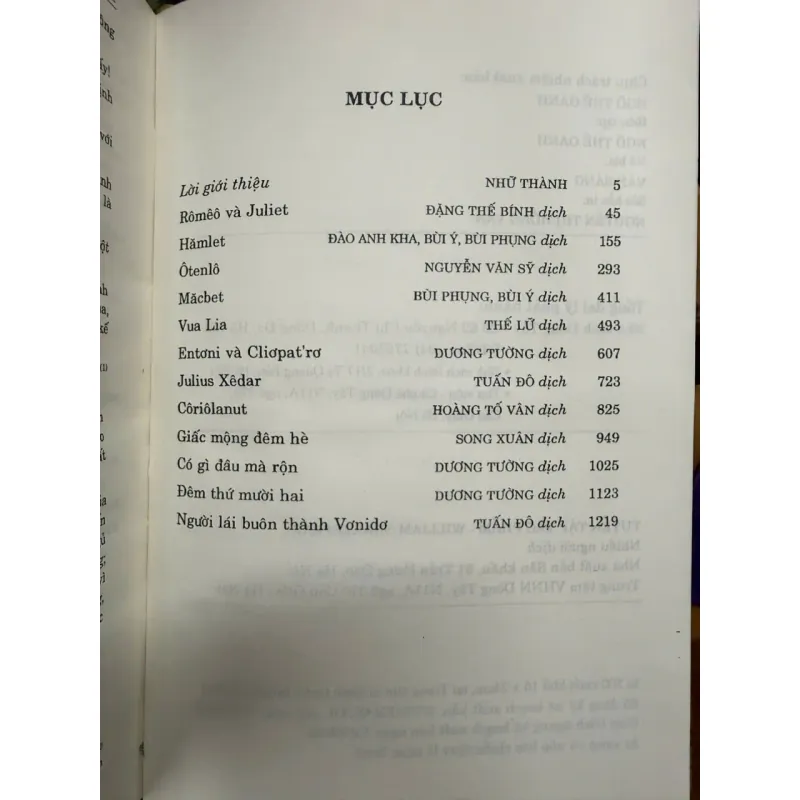 MỤC LỤC
Lời giới thiệu NHỮ THÀNH 5
Rômêô và Juliet ĐẶNG THẾ BÍNH dịch 45
Hămlet ĐÀO ANH KHA, BÙI Ý, BÙI PHỤNG dịch 155
Ôtenlô NGUYỄN VĂN SỸ dịch 293
Măcbet BÙI PHỤNG, BÙI Ý dịch 411
Vua Lia THẾ LỮ dịch 493
Entơni và Cliơpat'rơ DƯƠNG TƯỜNG dịch 607
Julius Xêdar TUẤN ĐÔ dịch 723
Côriôlanut HOÀNG TỐ VÂN dịch 825
Giấc mộng đêm hè SONG XUÂN dịch 949
Có gì đâu mà rộn DƯƠNG TƯỜNG dịch 1025
Đêm thứ mười hai DƯƠNG TƯỜNG dịch 1123
Người lái buôn thành Vơnidơ TUẤN ĐÔ dịch 1219